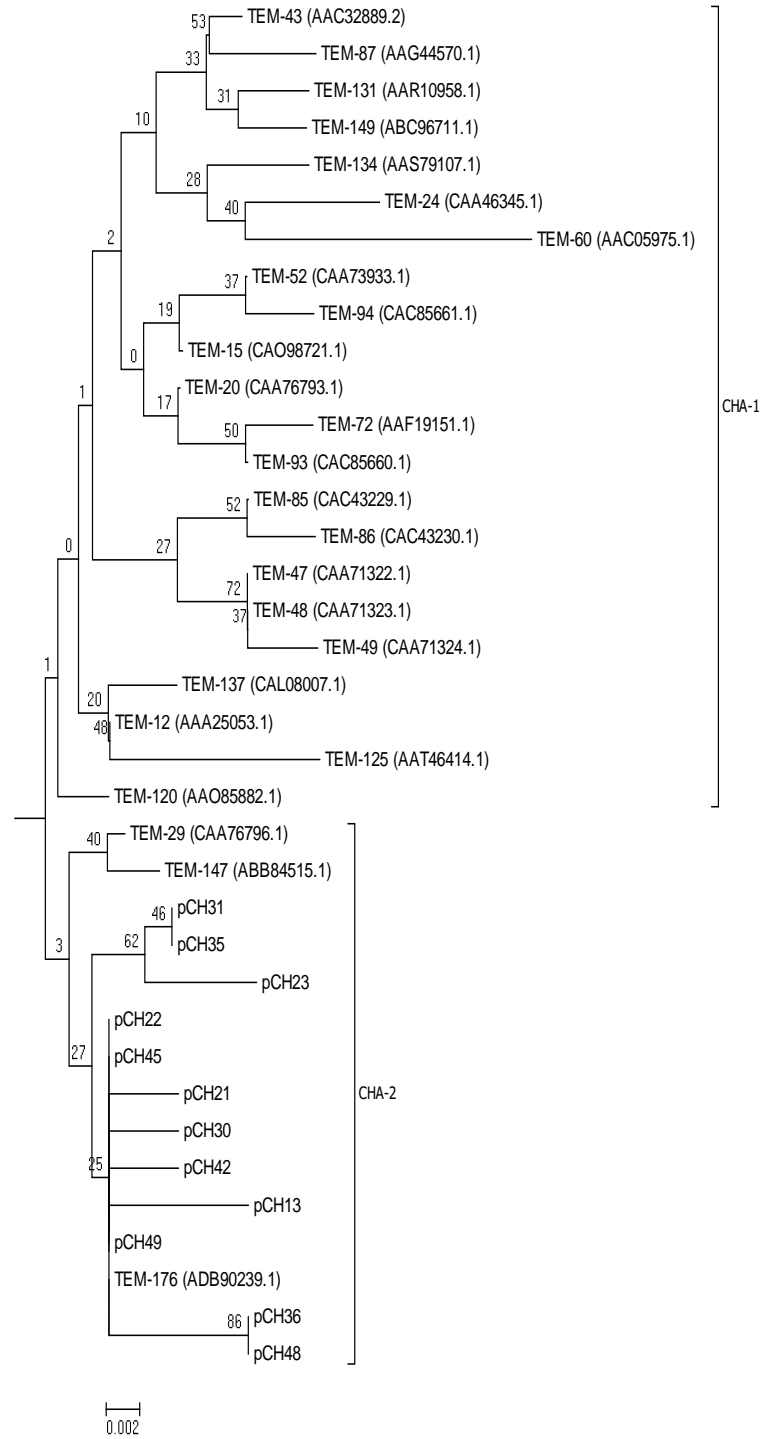 53
TEM-43 (AAC32889.2)
TEM-87 (AAG44570.1)
33
31
TEM-131 (AAR10958.1)
TEM-149 (ABC96711.1)
10
TEM-134 (AAS79107.1)
28
TEM-24 (CAA46345.1)
40
TEM-60 (AAC05975.1)
2
37
TEM-52 (CAA73933.1)
TEM-94 (CAC85661.1)
19
TEM-15 (CAO98721.1)
0
TEM-20 (CAA76793.1)
17
TEM-72 (AAF19151.1)
50
TEM-93 (CAC85660.1)
1
CHA-1
TEM-85 (CAC43229.1)
52
TEM-86 (CAC43230.1)
27
TEM-47 (CAA71322.1)
72
TEM-48 (CAA71323.1)
37
TEM-49 (CAA71324.1)
0
TEM-137 (CAL08007.1)
20
TEM-12 (AAA25053.1)
48
TEM-125 (AAT46414.1)
1
TEM-120 (AAO85882.1)
TEM-29 (CAA76796.1)
40
TEM-147 (ABB84515.1)
3
46
pCH31
pCH35
62
pCH23
pCH22
27
pCH45
pCH21
CHA-2
pCH30
25
pCH42
pCH13
pCH49
TEM-176 (ADB90239.1)
86
pCH36
pCH48
0.002